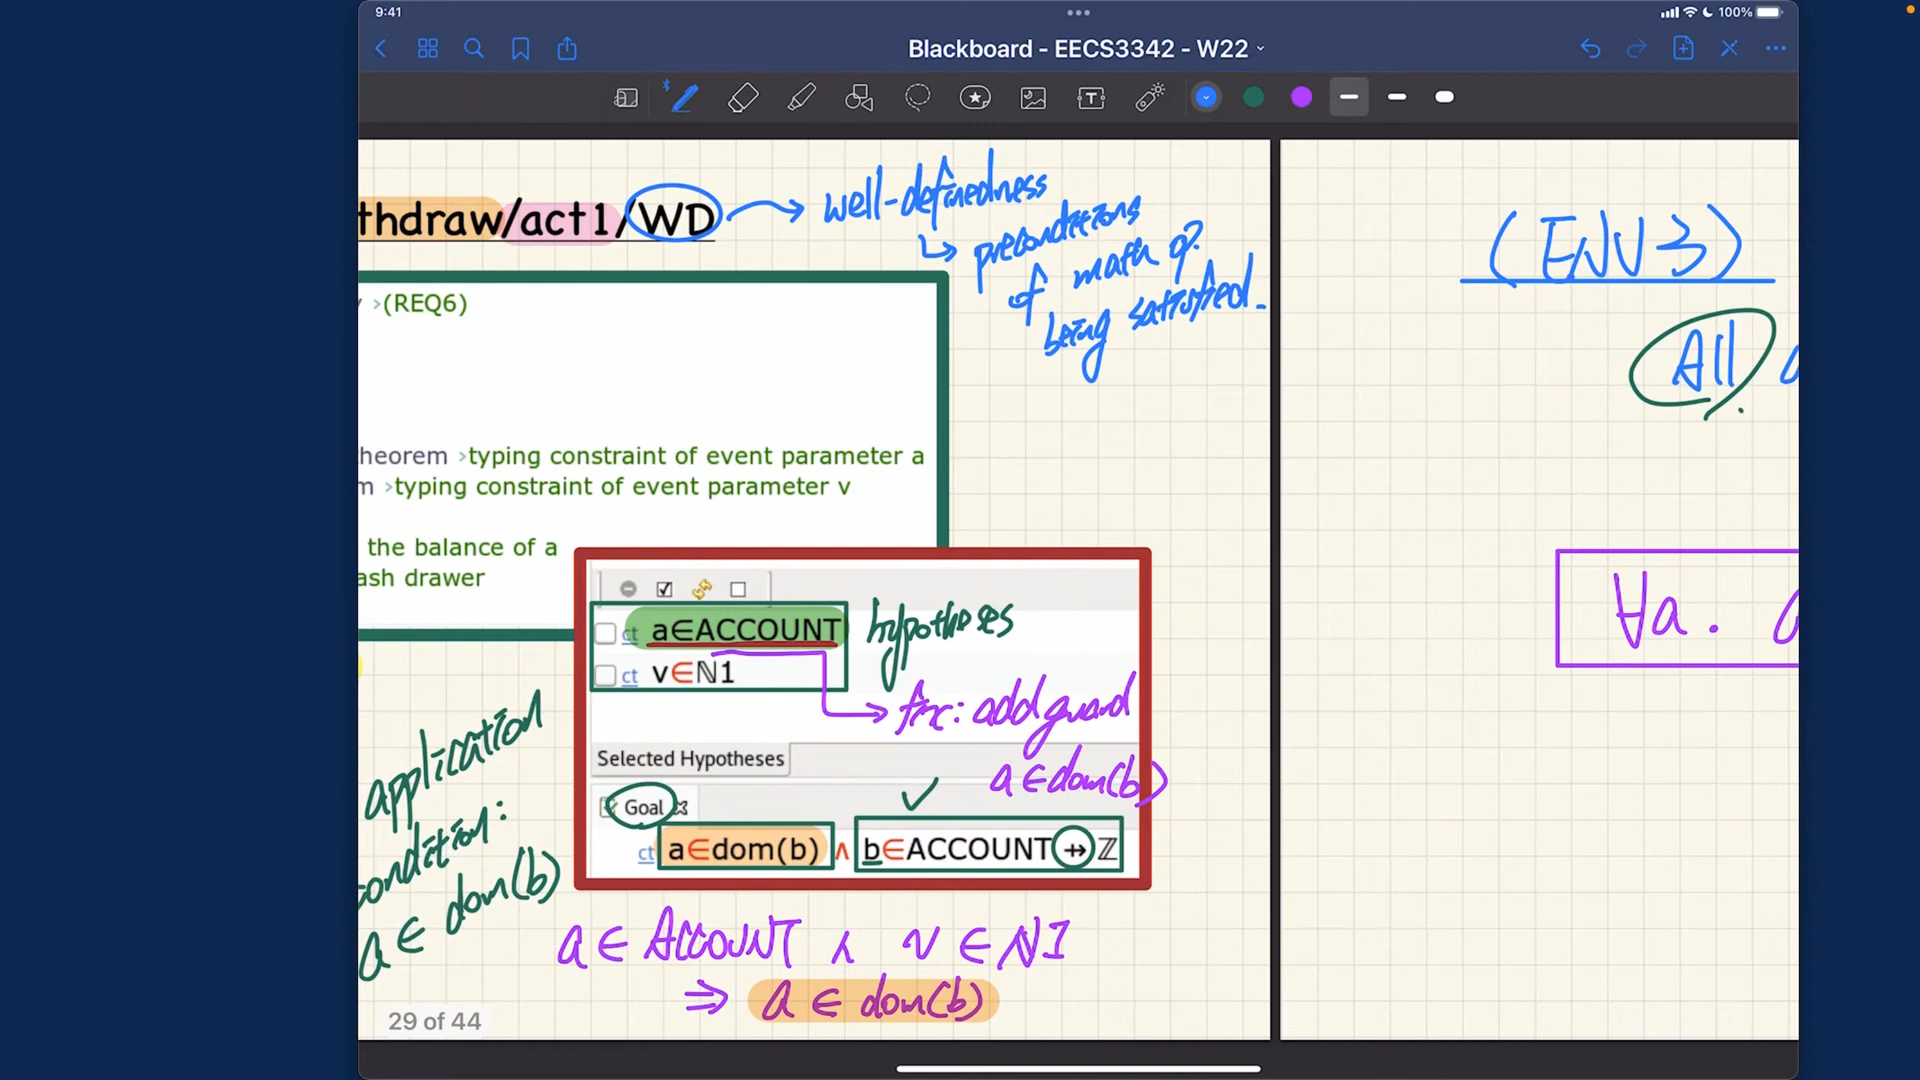 9:41
100%
Blackboard - EECS3342 - W22
thdraw/act1/WD
well-definedness
preconditions
of math op.
being satisfied.
(REQ6)
heorem ›typing constraint of event parameter a
m ›typing constraint of event parameter v
the balance of a
ash drawer
ct a∈ACCOUNT
ct v∈ℕ1
hypotheses
fix: add guard
a ∈ dom(b)
Selected Hypotheses
Goal
ct a∈dom(b) ∧ b∈ACCOUNT⇸ℤ
application
condition:
a ∈ dom(b)
a ∈ ACCOUNT ∧ v ∈ N1
⇒ a ∈ dom(b)
29 of 44
(ENV3)
All
∀a.